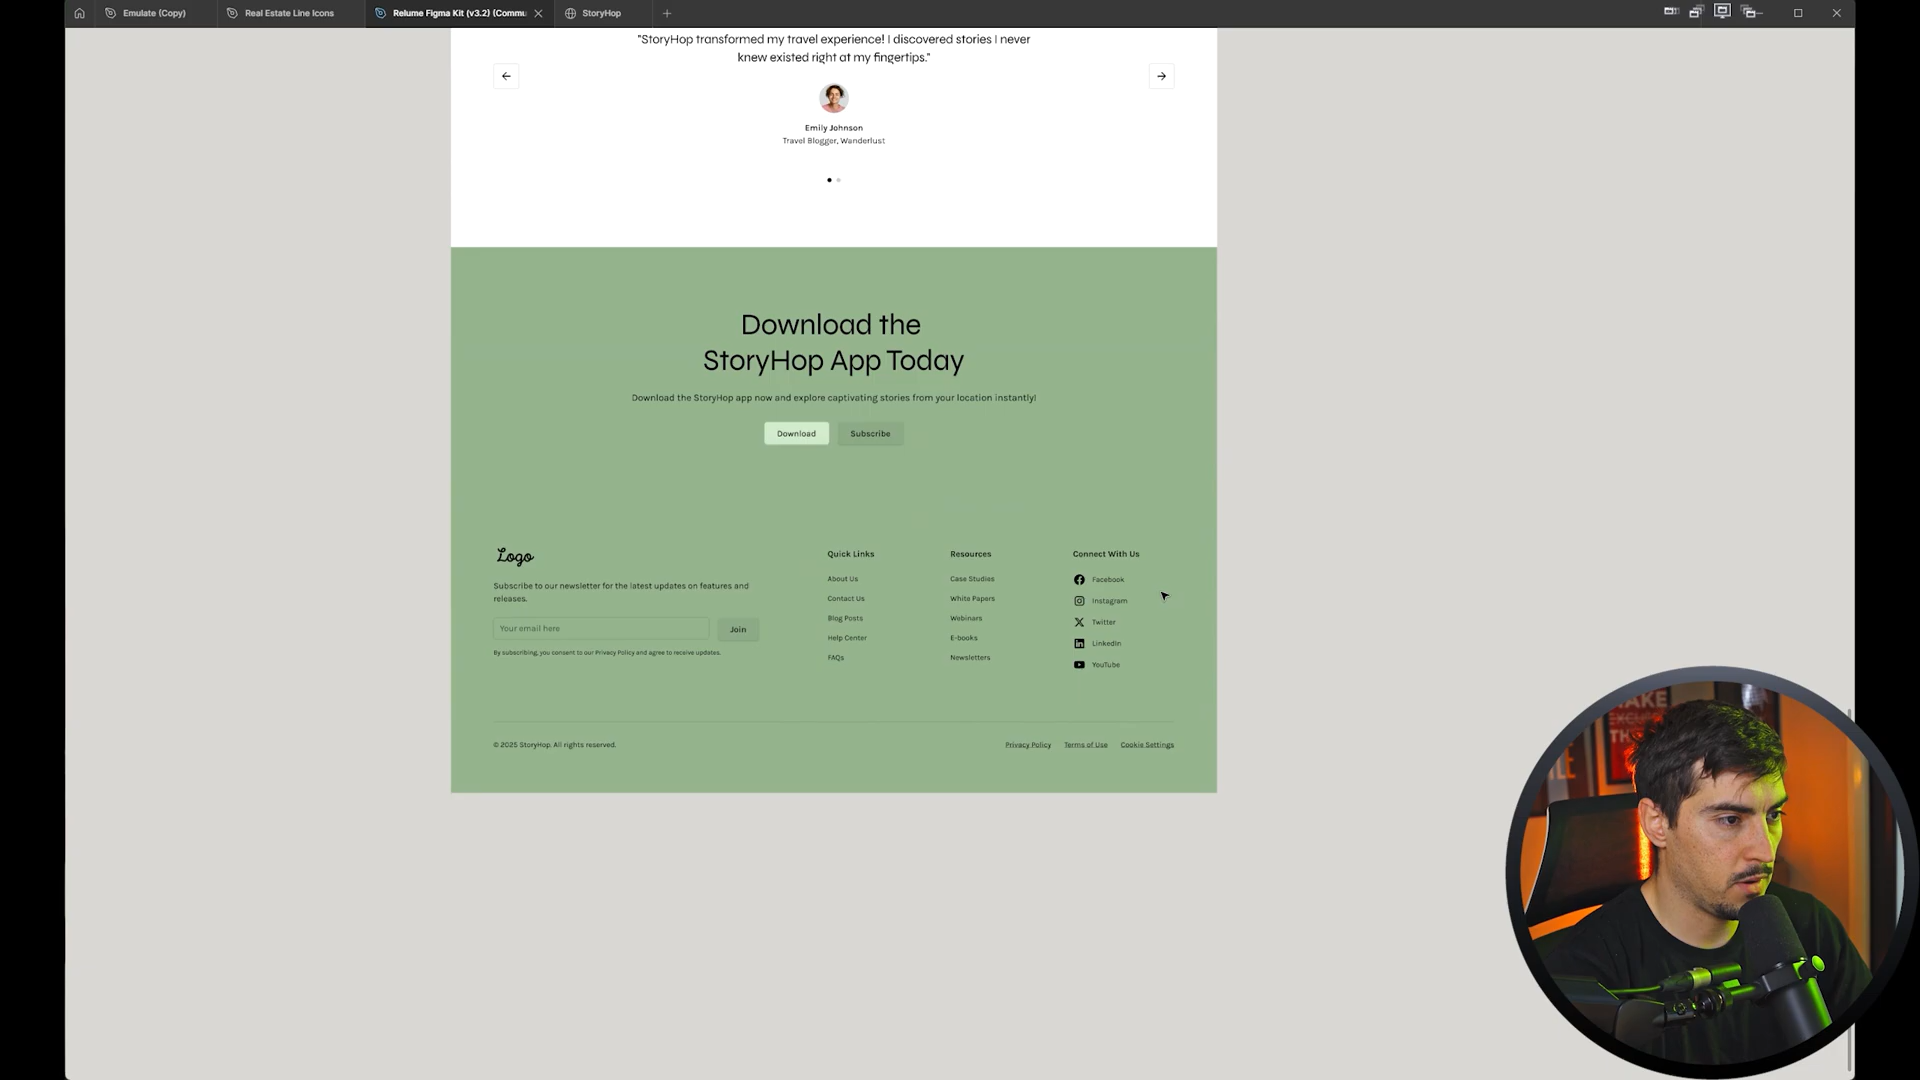 Emulate (Copy)
Real Estate Line Icons
Relume Figma Kit (v3.2) (Commu
StoryHop
"StoryHop transformed my travel experience! I discovered stories I never
knew existed right at my fingertips."
Emily Johnson
Travel Blogger, Wanderlust
Download the
StoryHop App Today
Download the StoryHop app now and explore captivating stories from your location instantly!
Download
Subscribe
Logo
Subscribe to our newsletter for the latest updates on features and
releases.
Your email here
Join
By subscribing, you consent to our Privacy Policy and agree to receive updates.
Quick Links
About Us
Contact Us
Blog Posts
Help Center
FAQs
Resources
Case Studies
White Papers
Webinars
E-books
Newsletters
Connect With Us
Facebook
Instagram
Twitter
LinkedIn
YouTube
© 2025 StoryHop. All rights reserved.
Privacy Policy
Terms of Use
Cookie Settings